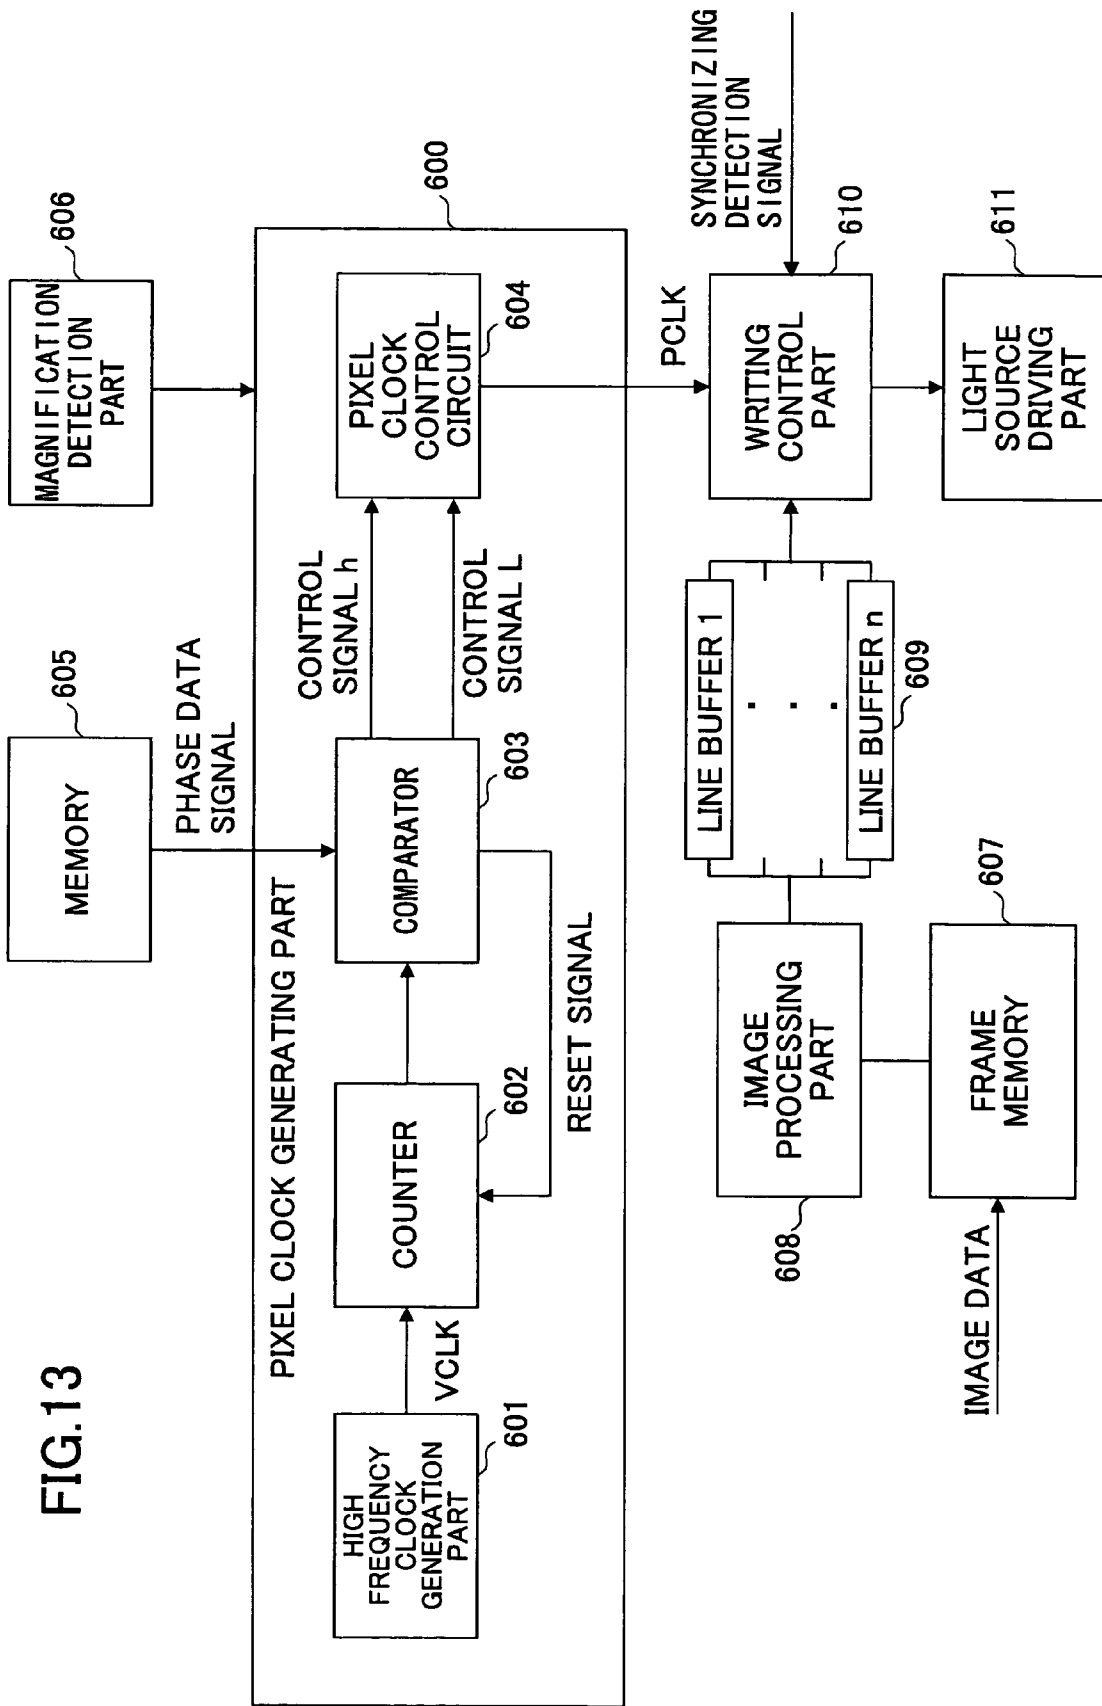 FIG.13
MEMORY
605
MAGNIFICATION
DETECTION
PART
606
PHASE DATA
SIGNAL
PIXEL CLOCK GENERATING PART
600
HIGH
FREQUENCY
CLOCK
GENERATION
PART
601
VCLK
COUNTER
602
COMPARATOR
603
CONTROL
SIGNAL h
CONTROL
SIGNAL L
PIXEL
CLOCK
CONTROL
CIRCUIT
604
RESET SIGNAL
PCLK
SYNCHRONIZING
DETECTION
SIGNAL
IMAGE
PROCESSING
PART
608
LINE BUFFER 1
LINE BUFFER n
609
WRITING
CONTROL
PART
610
IMAGE DATA
FRAME
MEMORY
607
LIGHT
SOURCE
DRIVING
PART
611